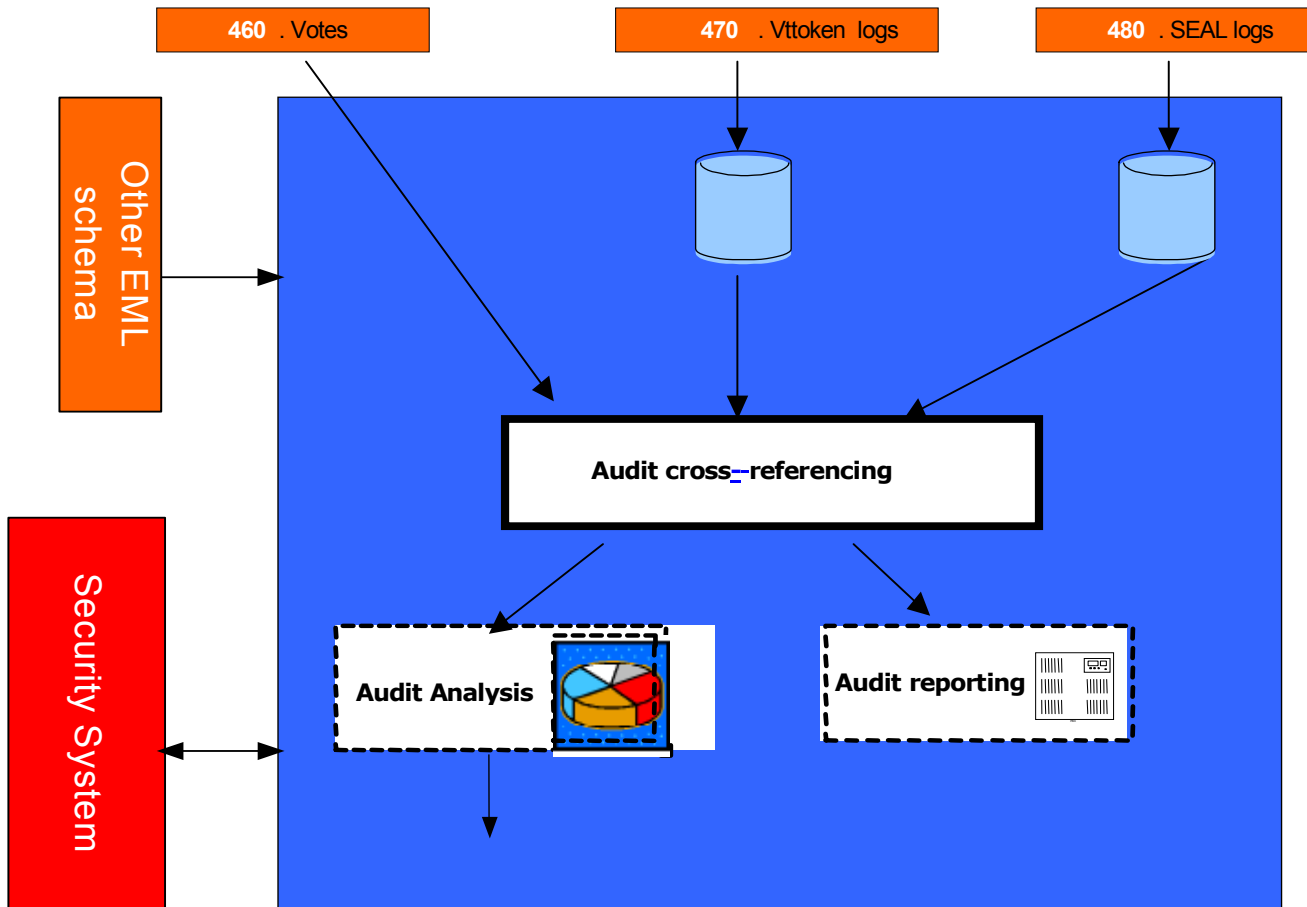 460 . Votes
470 . Vttoken logs
480 . SEAL logs
Other EML
schema
Audit cross--referencing
Security System
Audit Analysis
Audit reporting